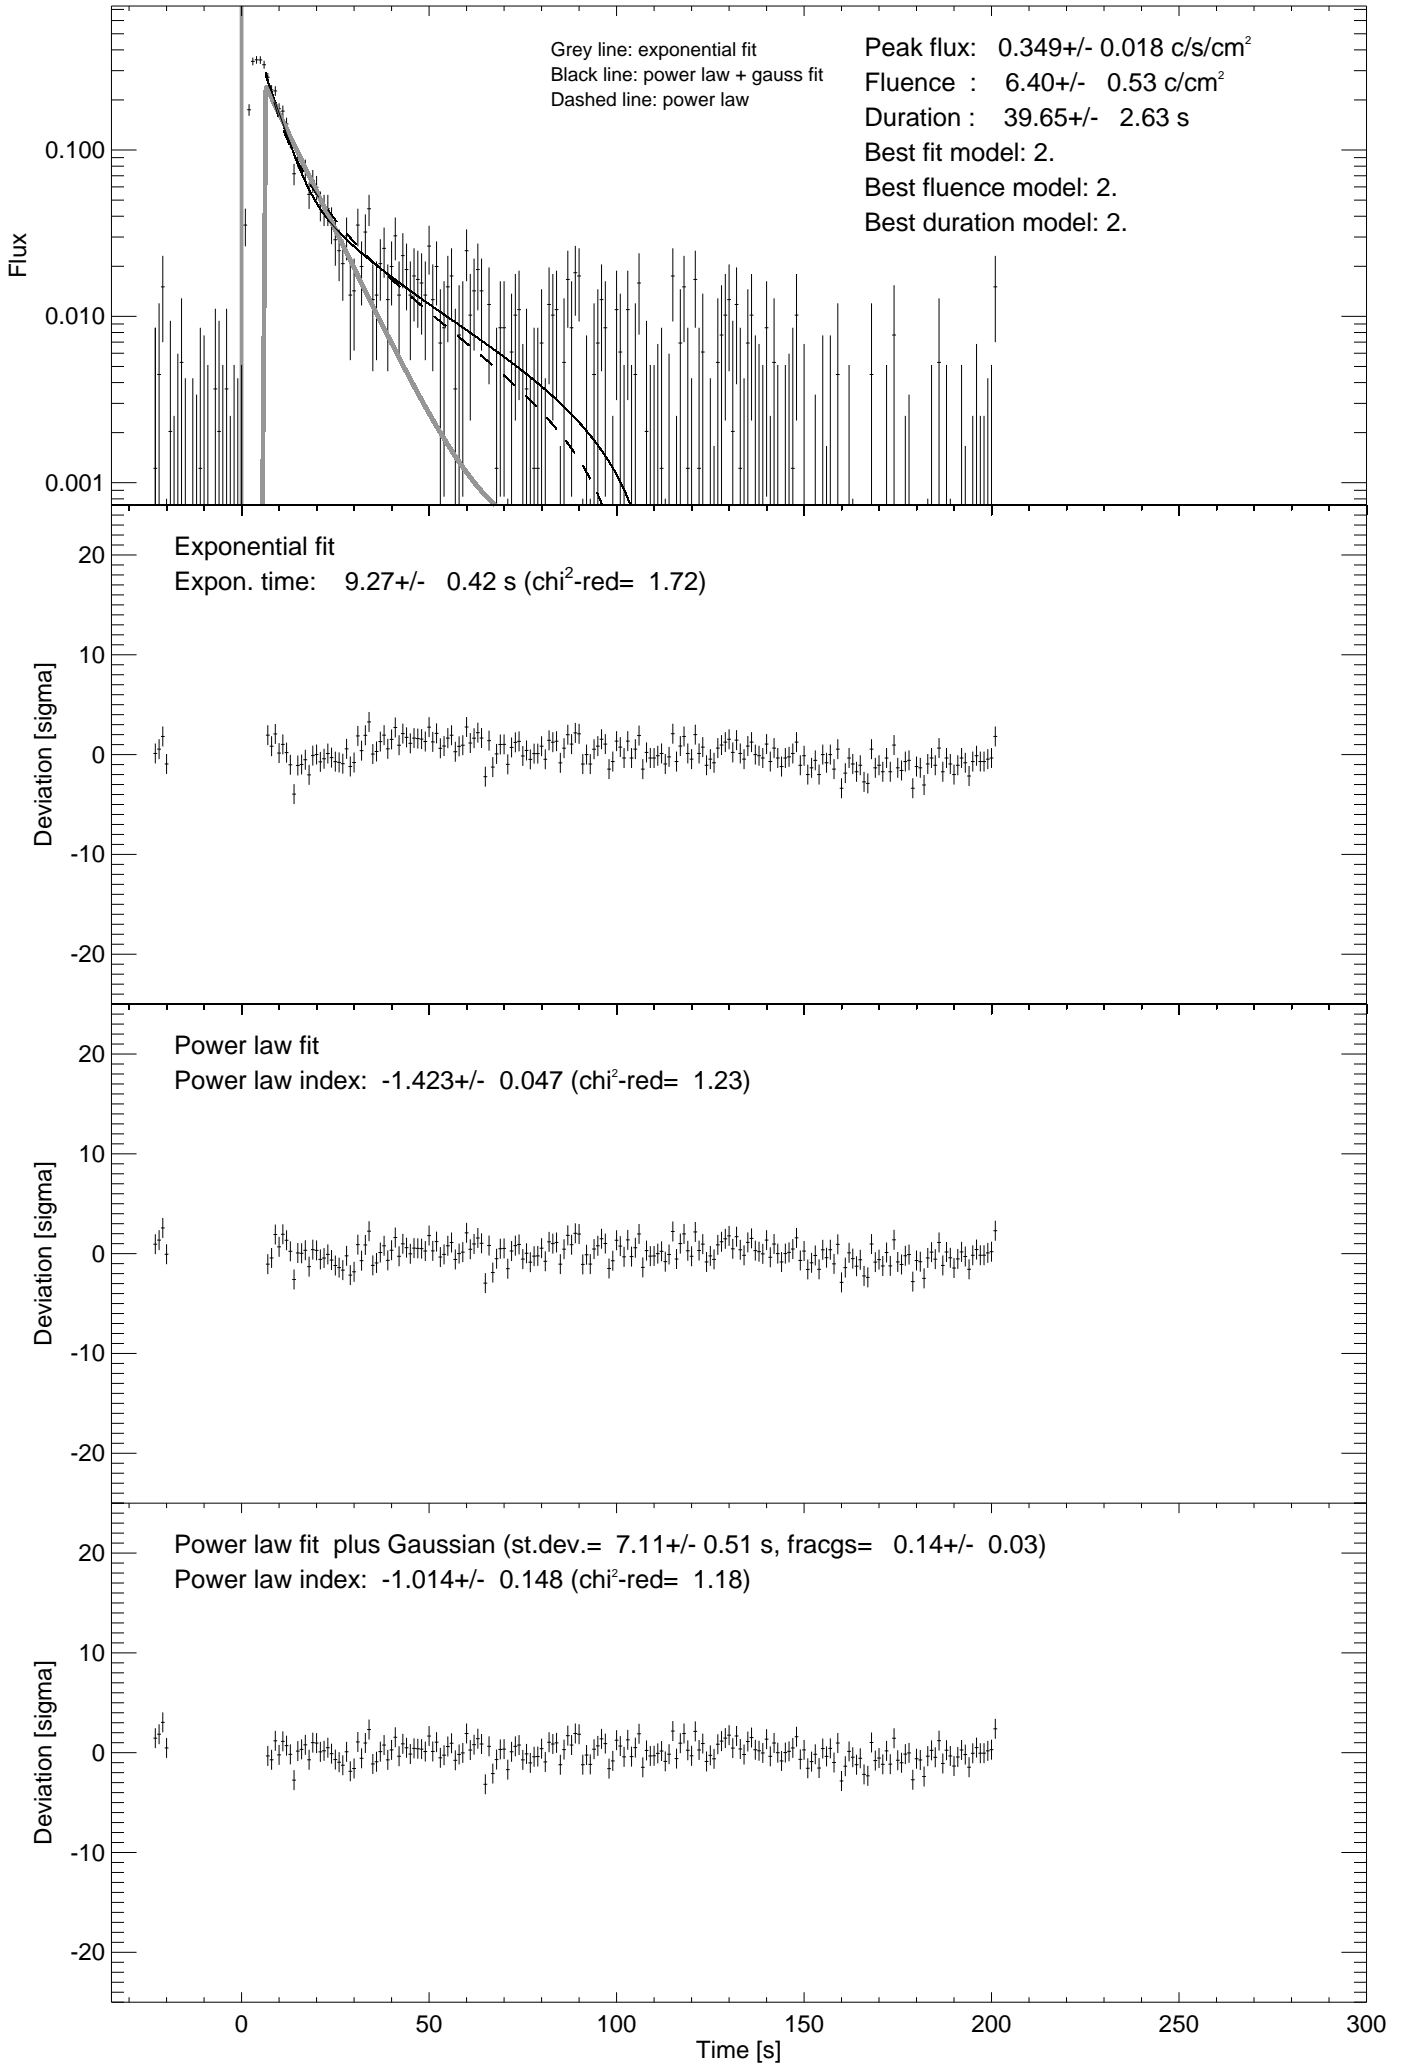 Grey line: exponential fit
Black line: power law + gauss fit
Dashed line: power law
Peak flux: 0.349+/- 0.018 c/s/cm²
Fluence : 6.40+/- 0.53 c/cm²
Duration : 39.65+/- 2.63 s
Best fit model: 2.
Best fluence model: 2.
Best duration model: 2.
0.100
0.010
0.001
Flux
Exponential fit
Expon. time: 9.27+/- 0.42 s (chi²-red= 1.72)
20
10
0
-10
-20
Deviation [sigma]
Power law fit
Power law index: -1.423+/- 0.047 (chi²-red= 1.23)
20
10
0
-10
-20
Deviation [sigma]
Power law fit plus Gaussian (st.dev.= 7.11+/- 0.51 s, fracgs= 0.14+/- 0.03)
Power law index: -1.014+/- 0.148 (chi²-red= 1.18)
20
10
0
-10
-20
Deviation [sigma]
0 50 100 150 200 250 300
Time [s]